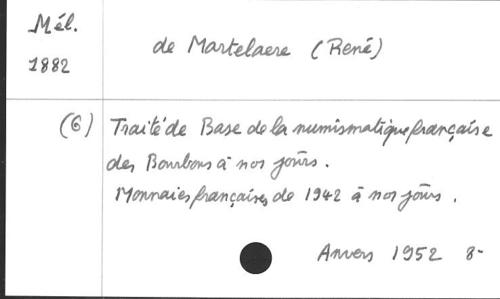 Mél.
1882
de Martelaere (René)
(6) Traité de Base de la numismatique française
des Bourbons à nos jours.
Monnaies françaises de 1942 à nos jours.
Anvers 1952 8-